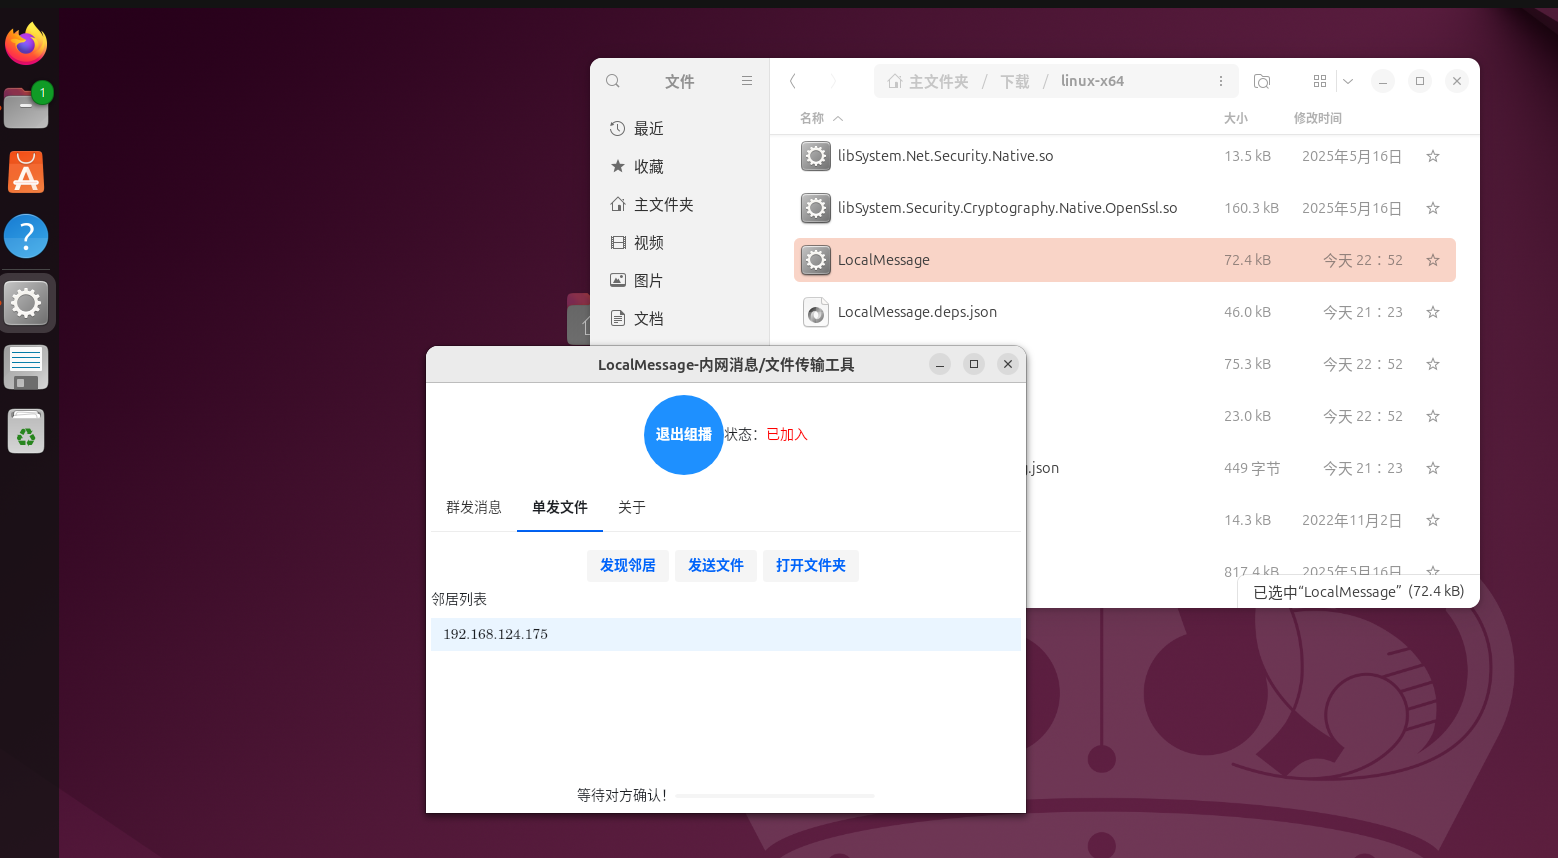 1
文件
主文件夹 / 下载 / linux-x64
名称 大小 修改时间
最近
收藏
主文件夹
视频
图片
文档
libSystem.Net.Security.Native.so 13.5 kB 2025年5月16日
libSystem.Security.Cryptography.Native.OpenSsl.so 160.3 kB 2025年5月16日
LocalMessage 72.4 kB 今天 22：52
LocalMessage.deps.json 46.0 kB 今天 21：23
75.3 kB 今天 22：52
23.0 kB 今天 22：52
.json 449 字节 今天 21：23
14.3 kB 2022年11月2日
817.4 kB 2025年5月16日
已选中“LocalMessage” (72.4 kB)
LocalMessage-内网消息/文件传输工具
退出组播 状态：已加入
群发消息 单发文件 关于
发现邻居 发送文件 打开文件夹
邻居列表
192.168.124.175
等待对方确认！